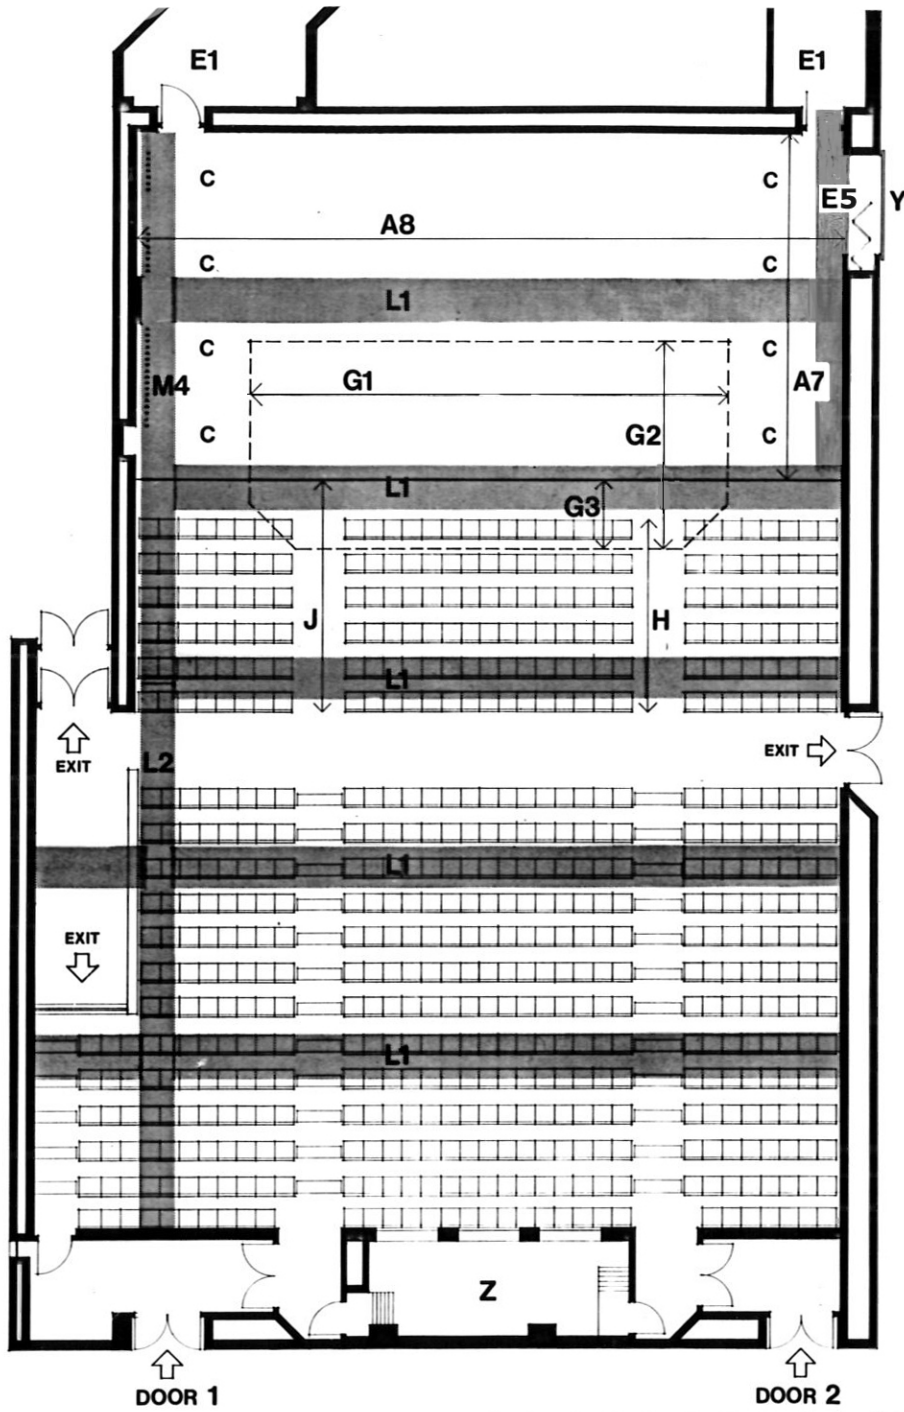 E1 E1
C C
E5 Y
A8
C C
L1
C C
M4 G1 A7
C G2 C
L1 G3
J H
L1
EXIT L2 EXIT
L1
EXIT
L1
Z
DOOR 1 DOOR 2